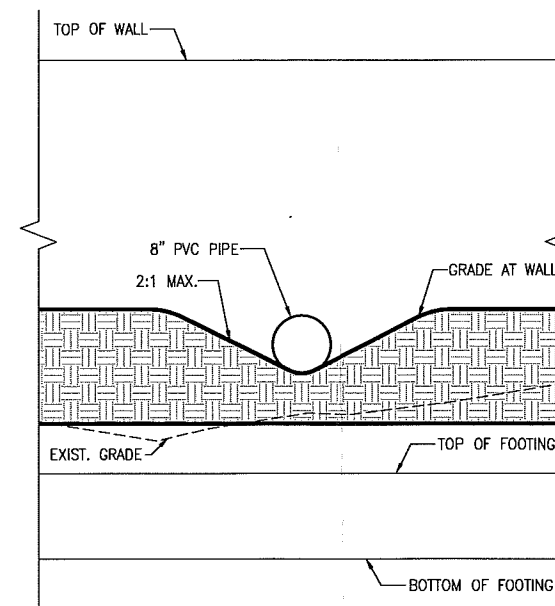 TOP OF WALL
8" PVC PIPE
2:1 MAX.
GRADE AT WALL
EXIST. GRADE
TOP OF FOOTING
BOTTOM OF FOOTING